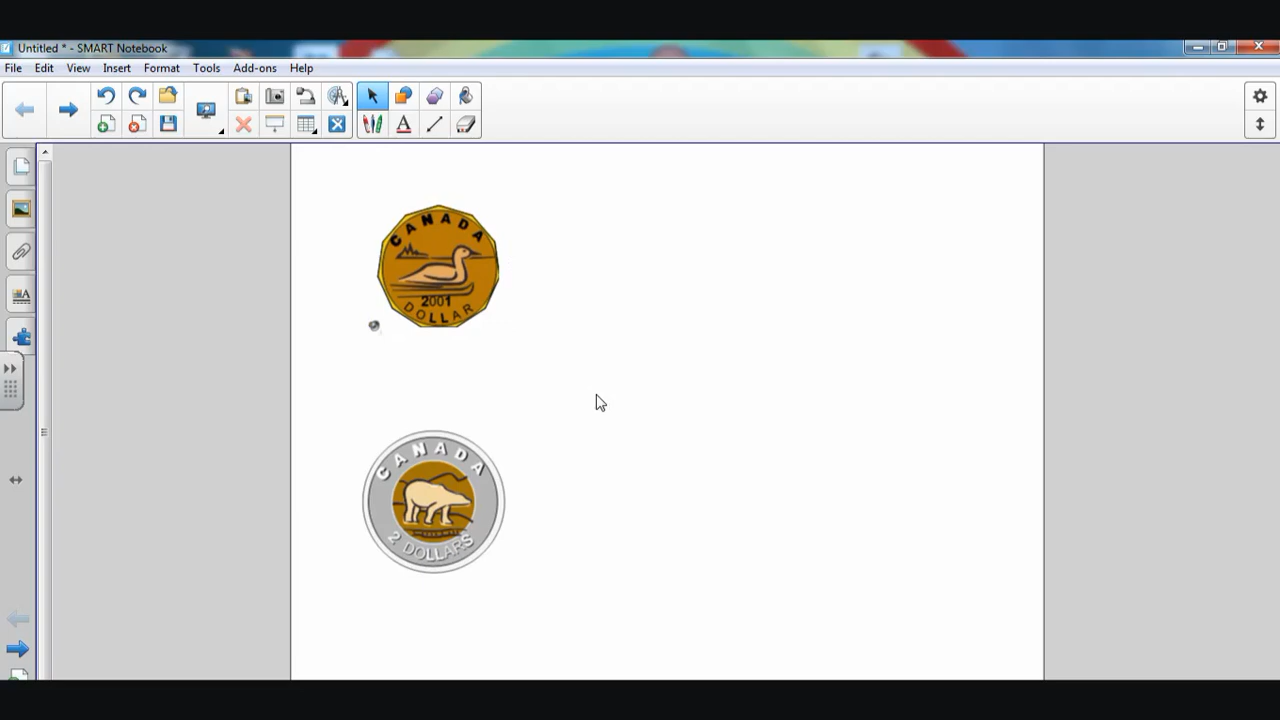 Untitled * - SMART Notebook
File Edit View Insert Format Tools Add-ons Help
CANADA
2001
DOLLAR
CANADA
2 DOLLARS